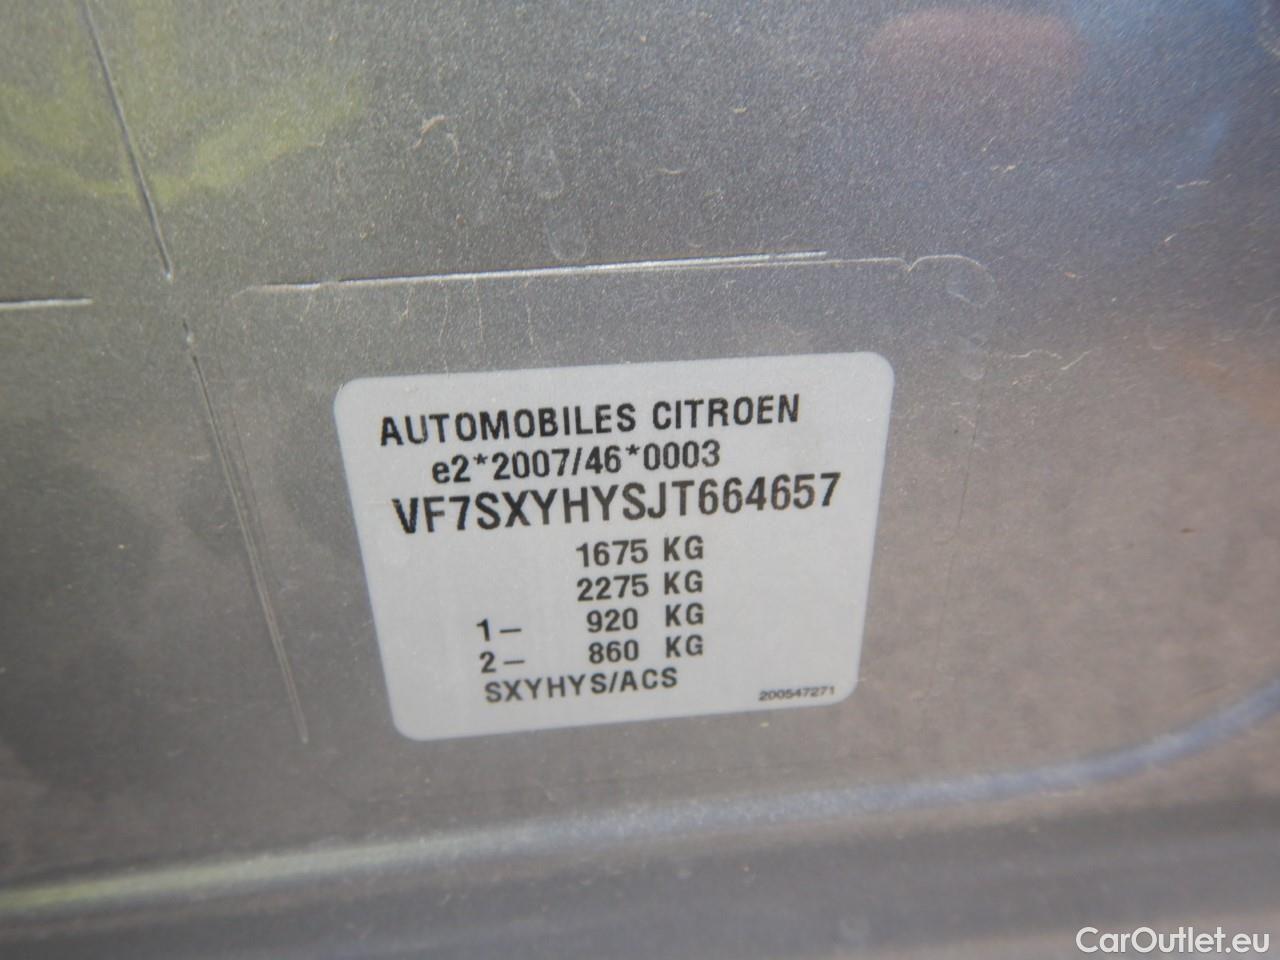 AUTOMOBILES CITROEN
e2*2007/46*0003
VF7SXYHYSJT664657
1675 KG
2275 KG
1- 920 KG
2- 860 KG
SXYHYS/ACS
200547271
CarOutlet.eu